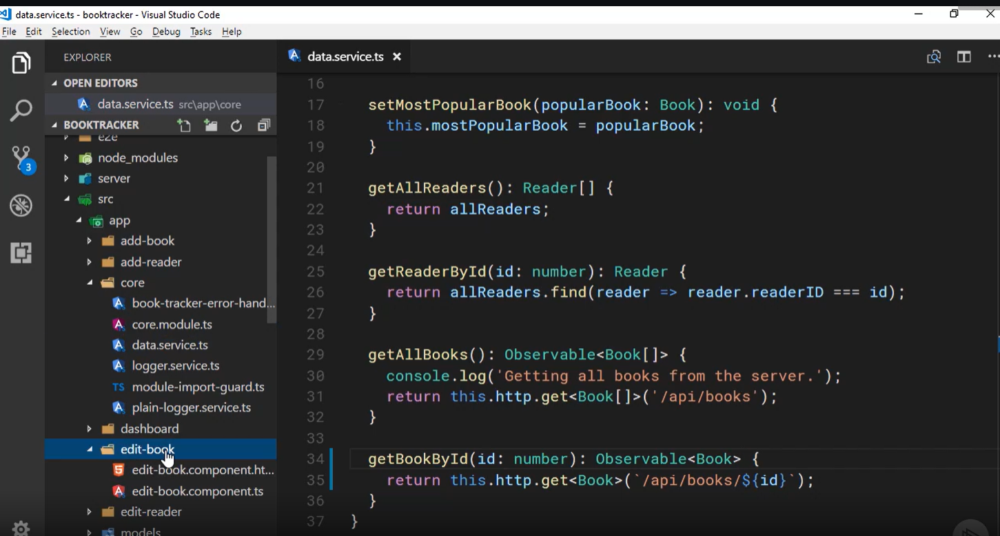 data.service.ts - booktracker - Visual Studio Code
File Edit Selection View Go Debug Tasks Help
EXPLORER
OPEN EDITORS
data.service.ts src\app\core
BOOKTRACKER
e2e
node_modules
server
src
app
add-book
add-reader
core
book-tracker-error-hand...
core.module.ts
data.service.ts
logger.service.ts
TS module-import-guard.ts
plain-logger.service.ts
dashboard
edit-book
edit-book.component.ht...
edit-book.component.ts
edit-reader
models
3
data.service.ts
16
17 setMostPopularBook(popularBook: Book): void {
18 this.mostPopularBook = popularBook;
19 }
20
21 getAllReaders(): Reader[] {
22 return allReaders;
23 }
24
25 getReaderById(id: number): Reader {
26 return allReaders.find(reader => reader.readerID === id);
27 }
28
29 getAllBooks(): Observable<Book[]> {
30 console.log('Getting all books from the server.');
31 return this.http.get<Book[]>('/api/books');
32 }
33
34 getBookById(id: number): Observable<Book> {
35 return this.http.get<Book>(`/api/books/${id}`);
36 }
37 }